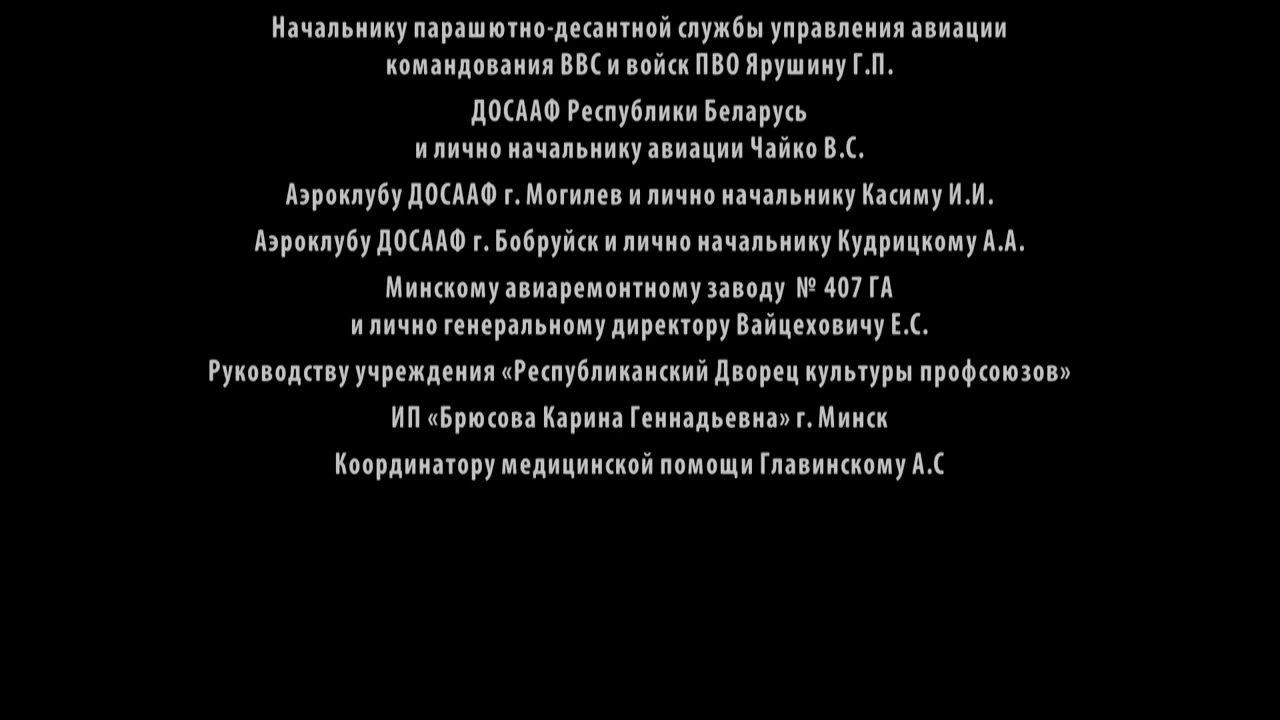 Начальнику парашютно-десантной службы управления авиации
командования ВВС и войск ПВО Ярушину Г.П.
ДОСААФ Республики Беларусь
и лично начальнику авиации Чайко В.С.
Аэроклубу ДОСААФ г. Могилев и лично начальнику Касиму И.И.
Аэроклубу ДОСААФ г. Бобруйск и лично начальнику Кудрицкому А.А.
Минскому авиаремонтному заводу № 407 ГА
и лично генеральному директору Вайцеховичу Е.С.
Руководству учреждения «Республиканский Дворец культуры профсоюзов»
ИП «Брюсова Карина Геннадьевна» г. Минск
Координатору медицинской помощи Главинскому А.С